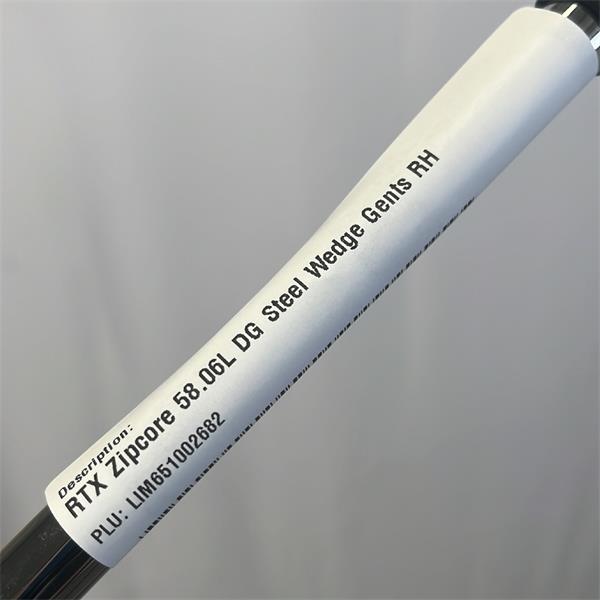 Description:
RTX Zipcore 58.06L DG Steel Wedge Gents RH
PLU: LIM651002682